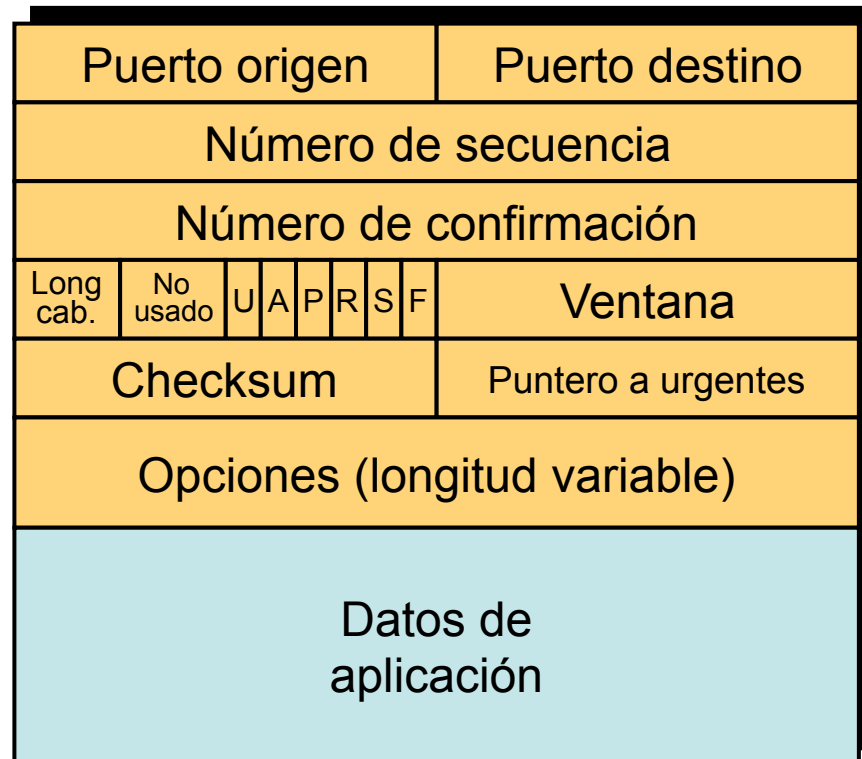 Puerto origen
Puerto destino
Número de secuencia
Número de confirmación
Long
cab.
No
usado
U
A
P
R
S
F
Ventana
Checksum
Puntero a urgentes
Opciones (longitud variable)
Datos de
aplicación